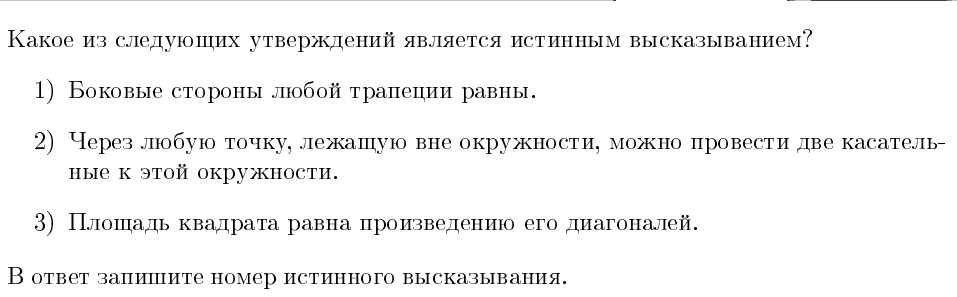 Какое из следующих утверждений является истинным высказыванием?
1) Боковые стороны любой трапеции равны.
2) Через любую точку, лежащую вне окружности, можно провести две касатель-
ные к этой окружности.
3) Площадь квадрата равна произведению его диагоналей.
В ответ запишите номер истинного высказывания.